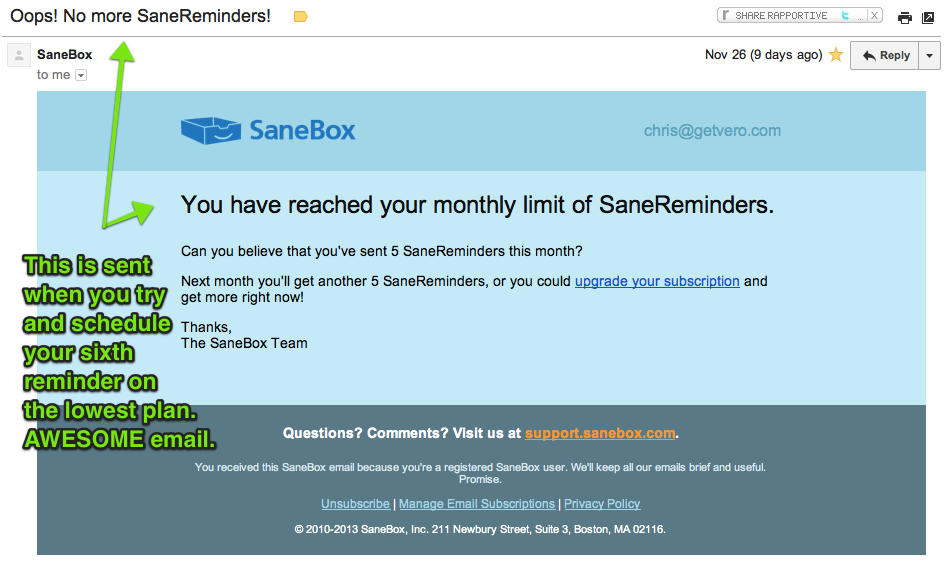 Oops! No more SaneReminders!
SHARE RAPPORTIVE ... X
SaneBox
Nov 26 (9 days ago)
Reply
to me
SaneBox
chris@getvero.com
You have reached your monthly limit of SaneReminders.
Can you believe that you've sent 5 SaneReminders this month?
Next month you'll get another 5 SaneReminders, or you could upgrade your subscription and
get more right now!
Thanks,
The SaneBox Team
This is sent
when you try
and schedule
your sixth
reminder on
the lowest plan.
AWESOME email.
Questions? Comments? Visit us at support.sanebox.com.
You received this SaneBox email because you're a registered SaneBox user. We'll keep all our emails brief and useful.
Promise.
Unsubscribe | Manage Email Subscriptions | Privacy Policy
© 2010-2013 SaneBox, Inc. 211 Newbury Street, Suite 3, Boston, MA 02116.